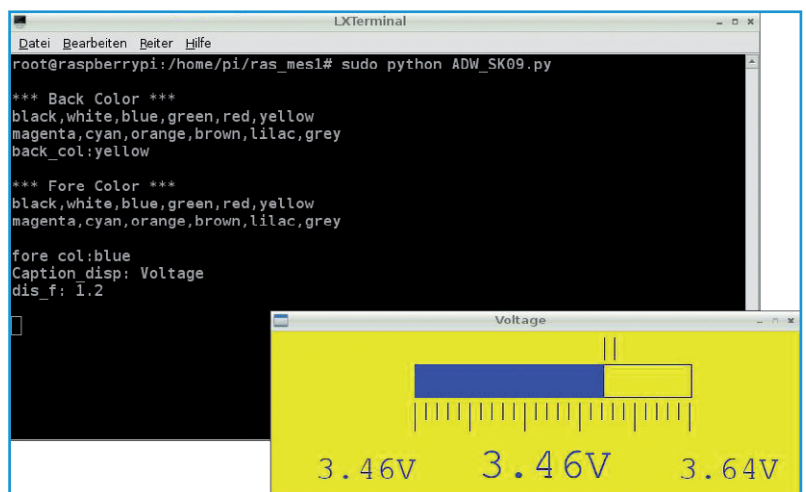 LXTerminal
Datei Bearbeiten Reiter Hilfe
root@raspberrypi:/home/pi/ras_mes1# sudo python ADW_SK09.py
*** Back Color ***
black,white,blue,green,red,yellow
magenta,cyan,orange,brown,lilac,grey
back_col:yellow
*** Fore Color ***
black,white,blue,green,red,yellow
magenta,cyan,orange,brown,lilac,grey
fore col:blue
Caption_disp: Voltage
dis_f: 1.2
Voltage
3.46V 3.46V 3.64V